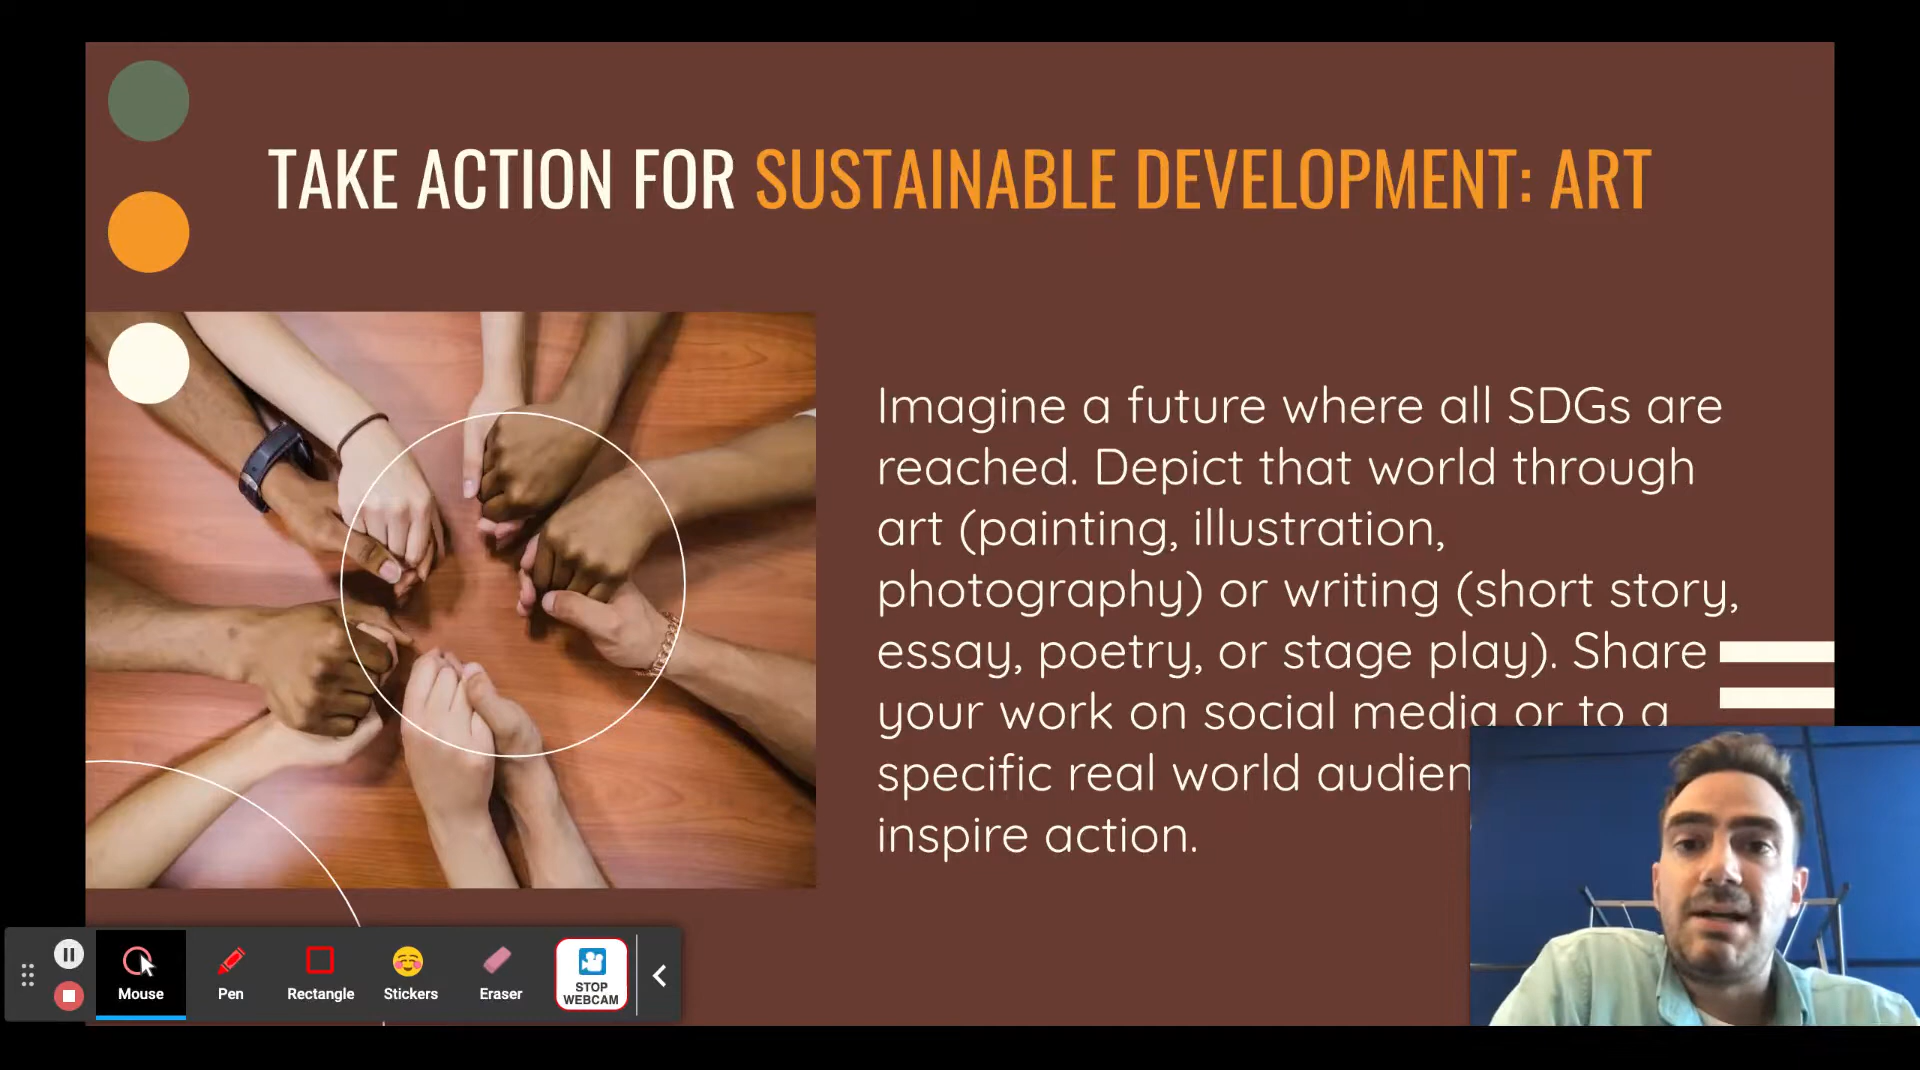 TAKE ACTION FOR SUSTAINABLE DEVELOPMENT: ART
Imagine a future where all SDGs are
reached. Depict that world through
art (painting, illustration,
photography) or writing (short story,
essay, poetry, or stage play). Share
your work on social media or to a
specific real world
inspire action.
Mouse
Pen
Rectangle
Stickers
Eraser
STOP
WEBCAM